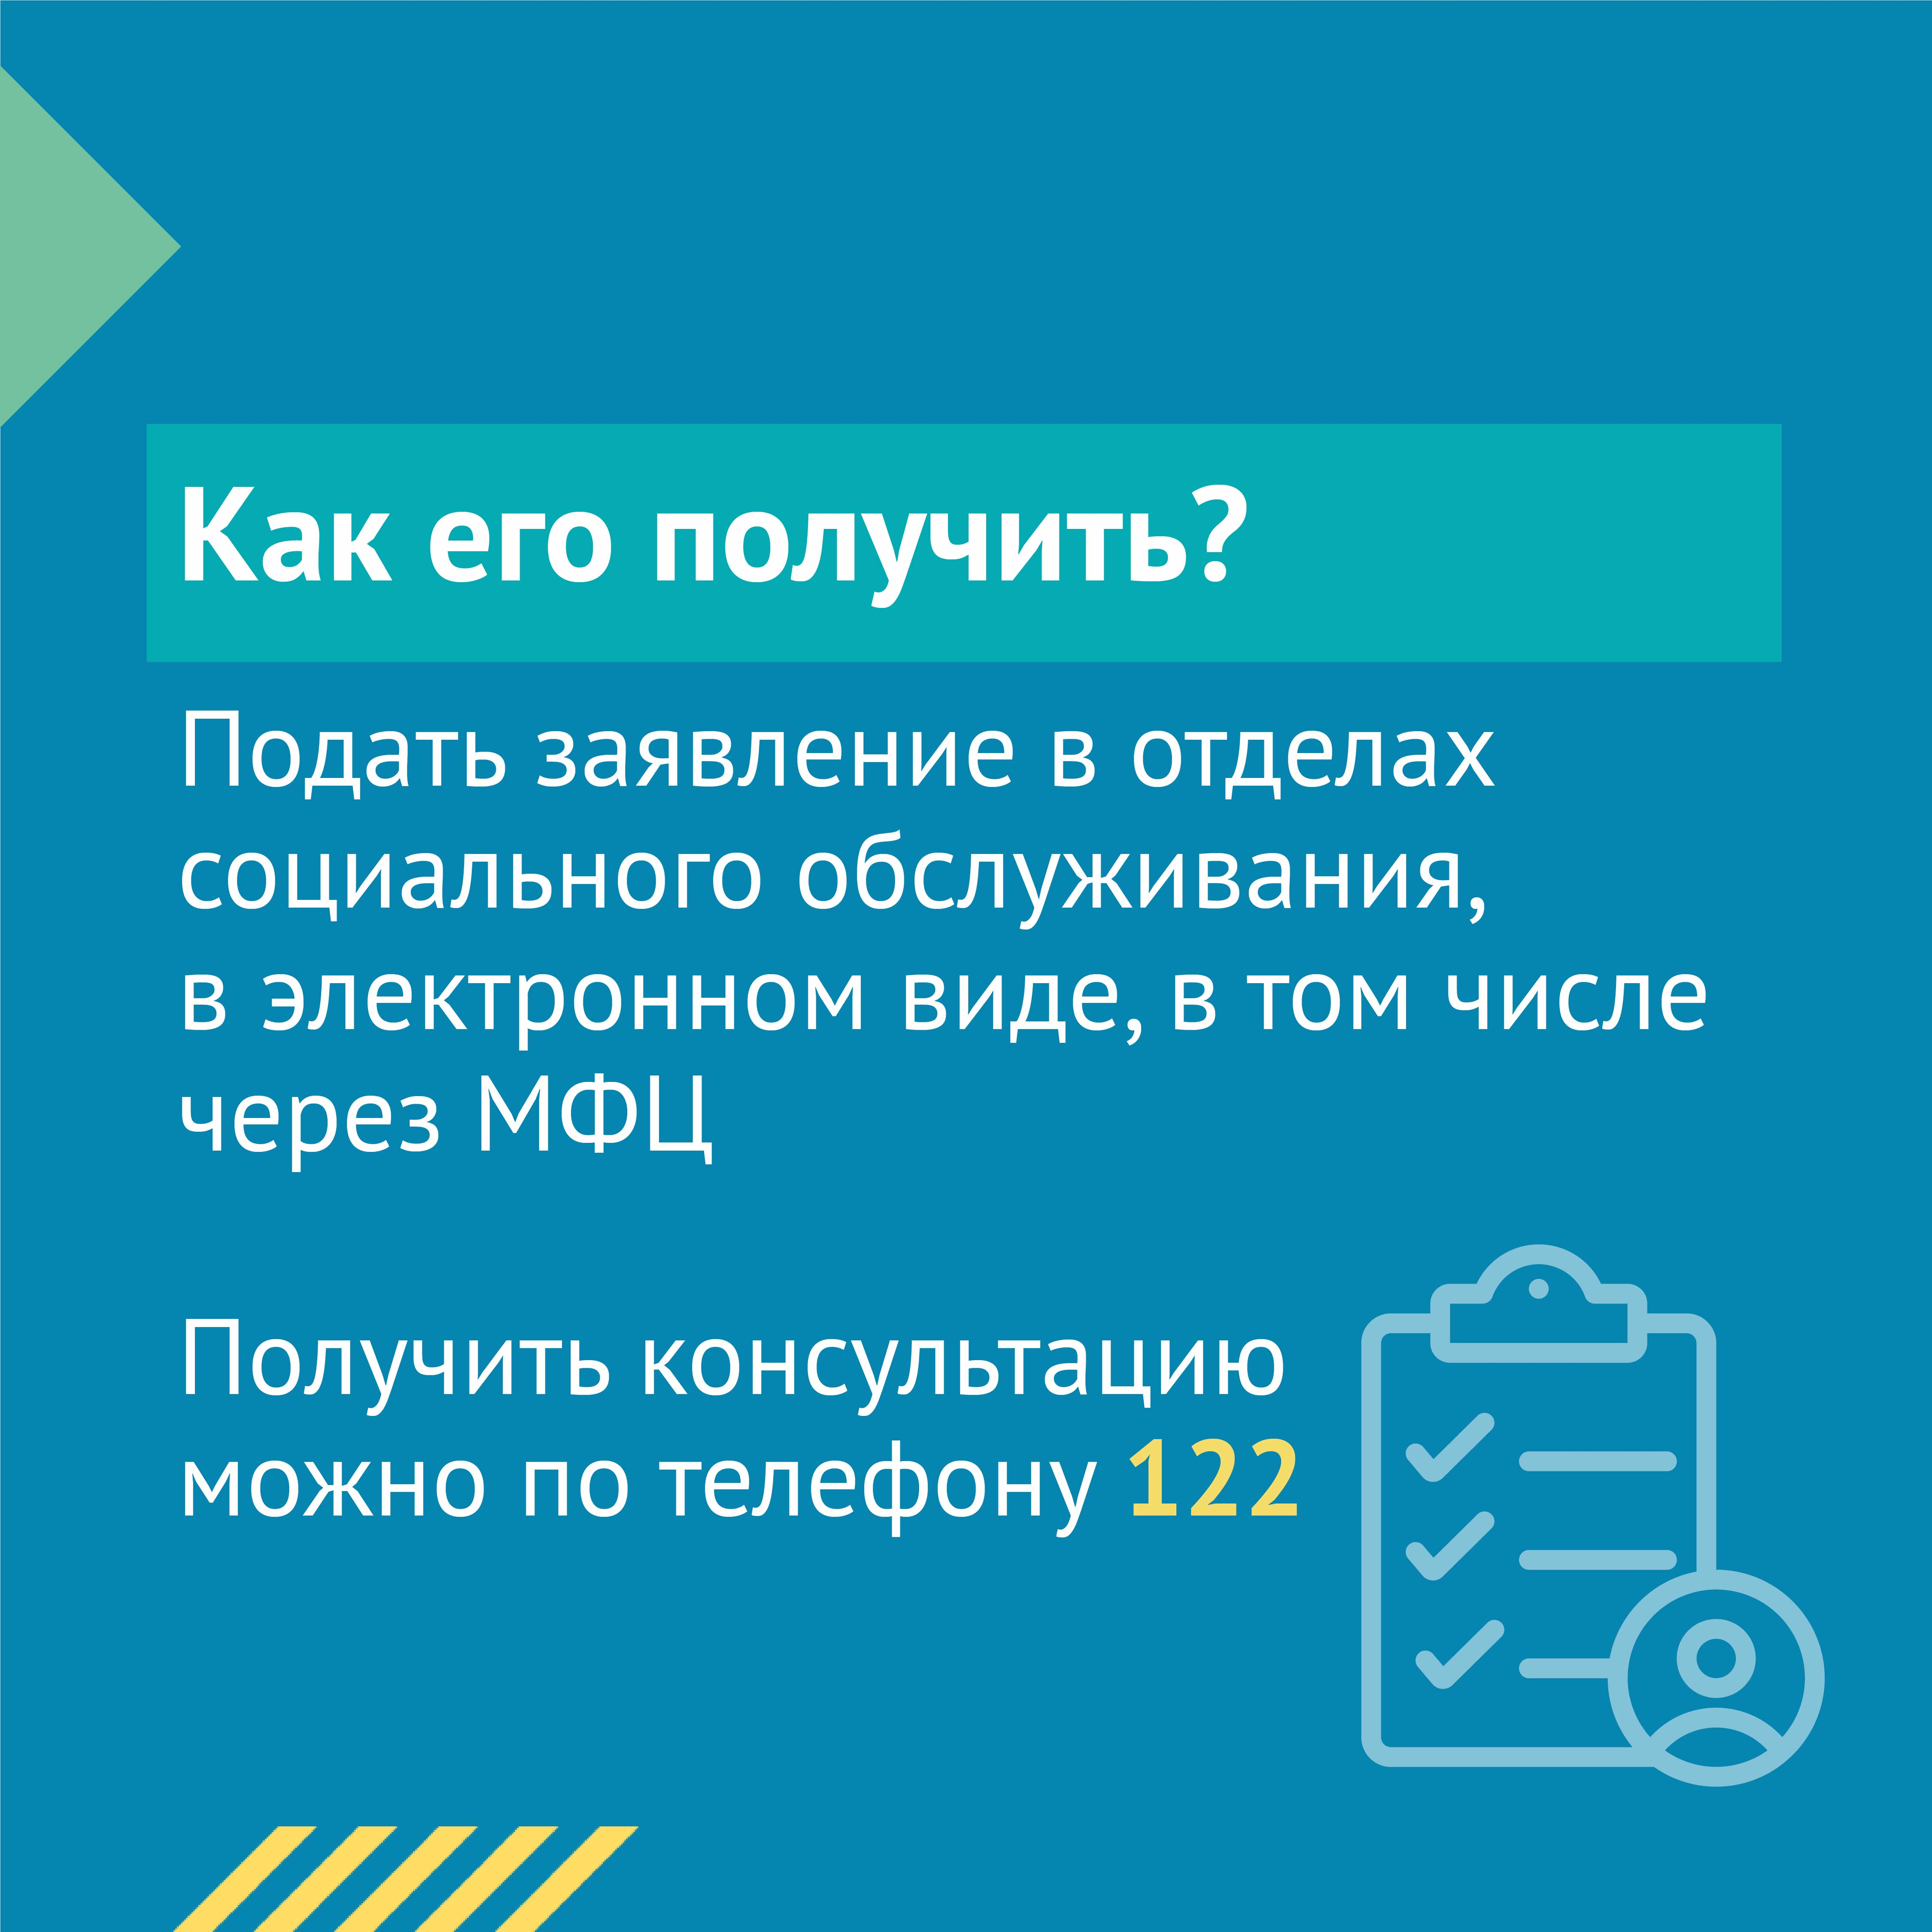 Как его получить?
Подать заявление в отделах
социального обслуживания,
в электронном виде, в том числе
через МФЦ
Получить консультацию
можно по телефону 122